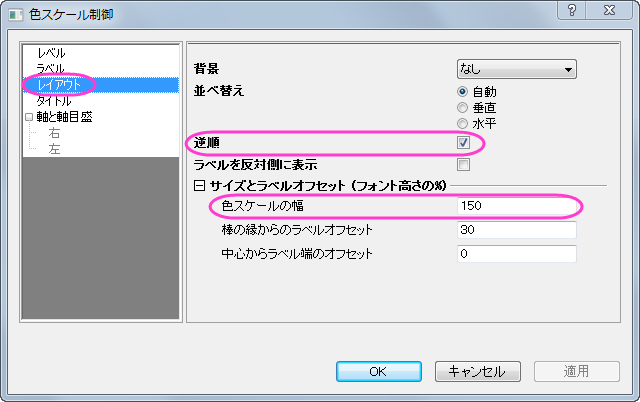 色スケール制御
レベル
ラベル
レイアウト
タイトル
軸と軸目盛
右
左
背景
なし
並べ替え
自動
垂直
水平
逆順
ラベルを反対側に表示
サイズとラベルオフセット (フォント高さの%)
色スケールの幅
150
棒の縁からのラベルオフセット
30
中心からラベル端のオフセット
0
OK
キャンセル
適用